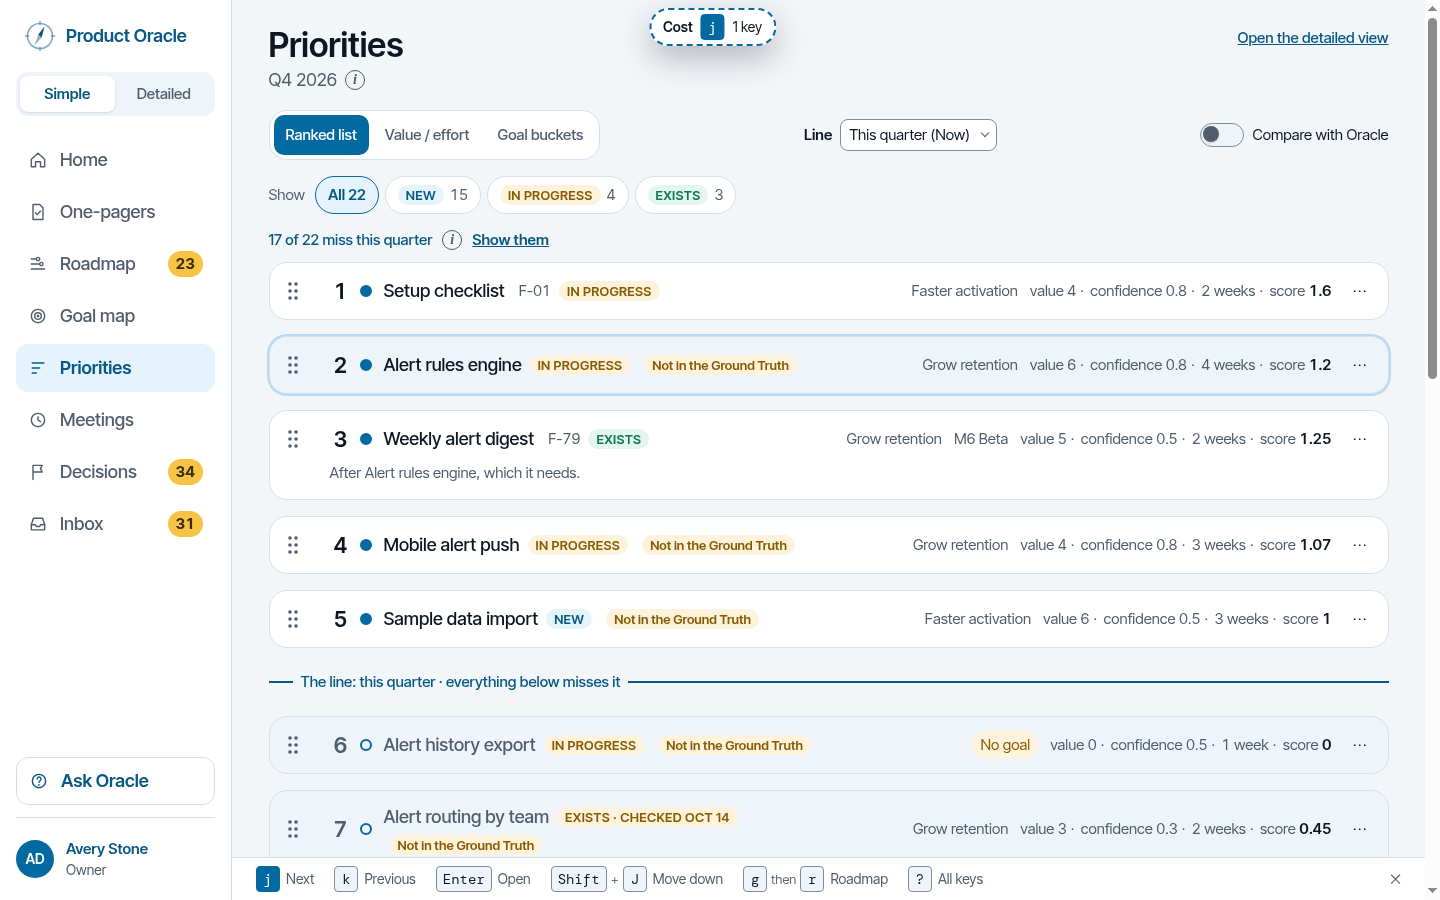 Product Oracle
Simple
Detailed
Home
One-pagers
Roadmap 23
Goal map
Priorities
Meetings
Decisions 34
Inbox 31
Ask Oracle
AD
Avery Stone
Owner
Cost j 1 key
Priorities
Open the detailed view
Q4 2026 i
Ranked list
Value / effort
Goal buckets
Line This quarter (Now)
Compare with Oracle
Show All 22 NEW 15 IN PROGRESS 4 EXISTS 3
17 of 22 miss this quarter i Show them
1 Setup checklist F-01 IN PROGRESS Faster activation value 4 · confidence 0.8 · 2 weeks · score 1.6 ...
2 Alert rules engine IN PROGRESS Not in the Ground Truth Grow retention value 6 · confidence 0.8 · 4 weeks · score 1.2 ...
3 Weekly alert digest F-79 EXISTS Grow retention M6 Beta value 5 · confidence 0.5 · 2 weeks · score 1.25 ...
After Alert rules engine, which it needs.
4 Mobile alert push IN PROGRESS Not in the Ground Truth Grow retention value 4 · confidence 0.8 · 3 weeks · score 1.07 ...
5 Sample data import NEW Not in the Ground Truth Faster activation value 6 · confidence 0.5 · 3 weeks · score 1 ...
The line: this quarter · everything below misses it
6 Alert history export IN PROGRESS Not in the Ground Truth No goal value 0 · confidence 0.5 · 1 week · score 0 ...
7 Alert routing by team EXISTS · CHECKED OCT 14 Grow retention value 3 · confidence 0.3 · 2 weeks · score 0.45 ...
Not in the Ground Truth
j Next k Previous Enter Open Shift + J Move down g then r Roadmap ? All keys